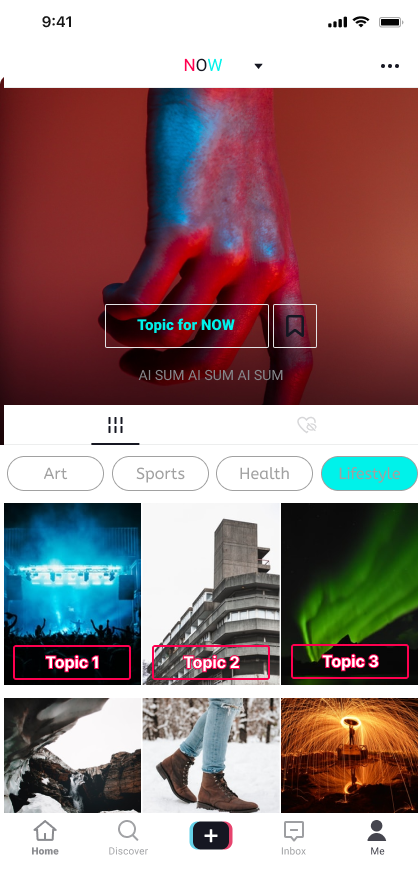 9:41
NOW
Topic for NOW
AI SUM AI SUM AI SUM
Art
Sports
Health
Lifestyle
Topic 1
Topic 2
Topic 3
Home
Discover
Inbox
Me